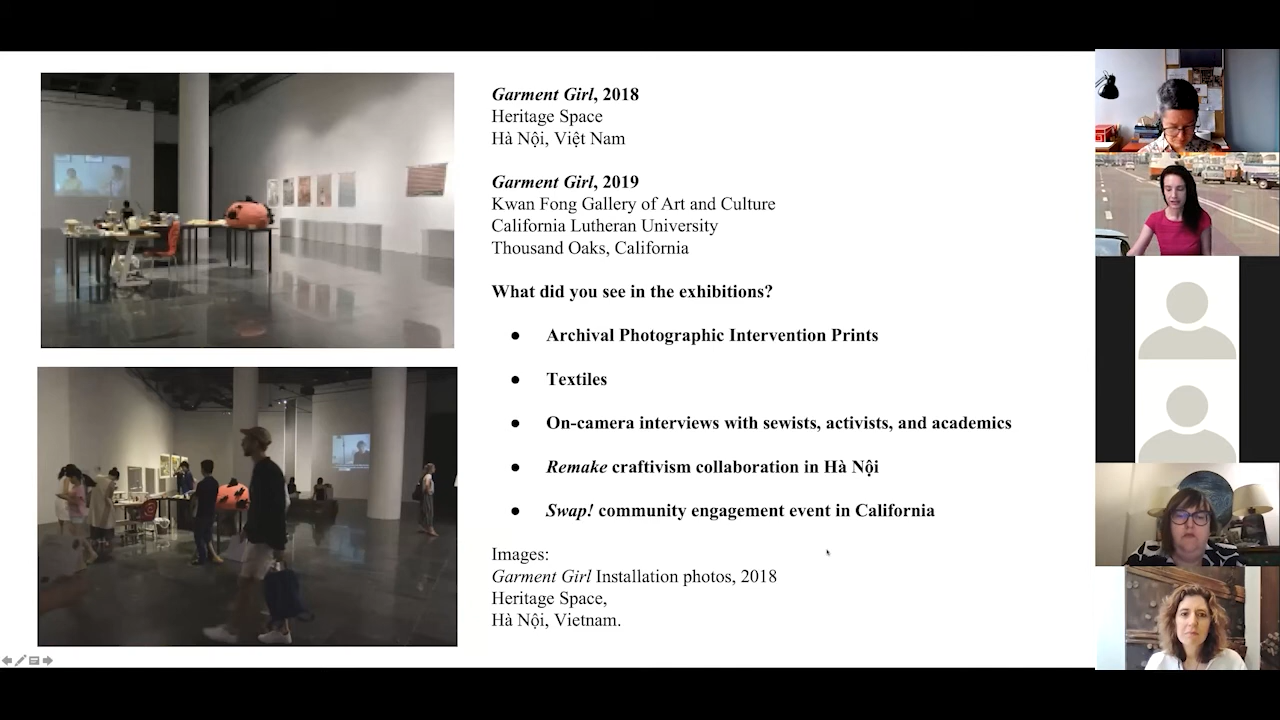 Garment Girl, 2018
Heritage Space
Hà Nội, Việt Nam
Garment Girl, 2019
Kwan Fong Gallery of Art and Culture
California Lutheran University
Thousand Oaks, California
What did you see in the exhibitions?
● Archival Photographic Intervention Prints
● Textiles
● On-camera interviews with sewists, activists, and academics
● Remake craftivism collaboration in Hà Nội
● Swap! community engagement event in California
Images:
Garment Girl Installation photos, 2018
Heritage Space,
Hà Nội, Vietnam.